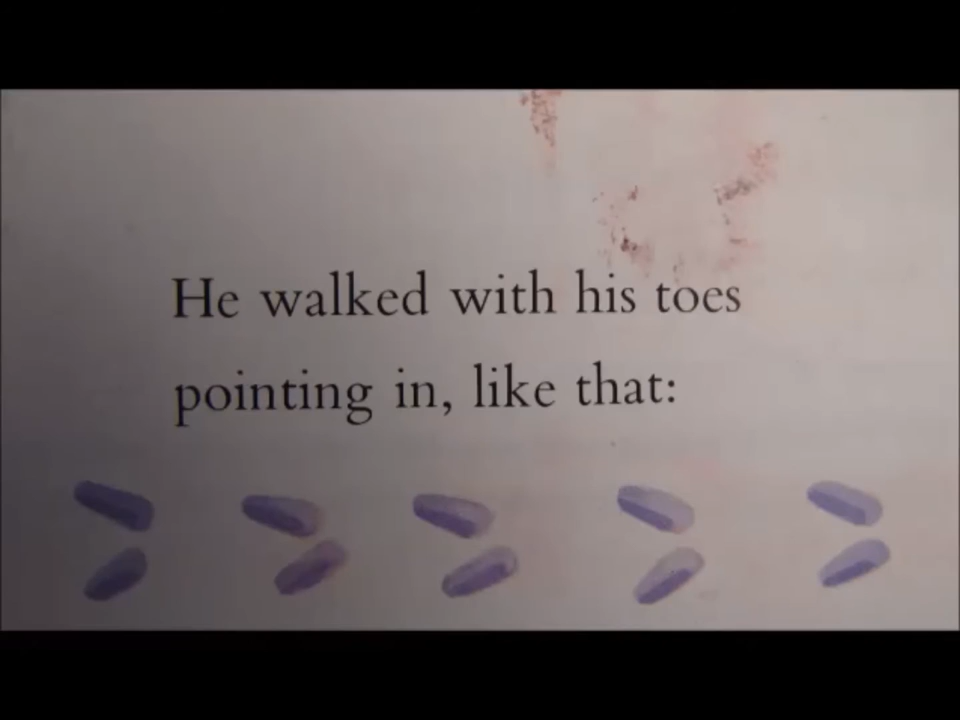 He walked with his toes
pointing in, like that: